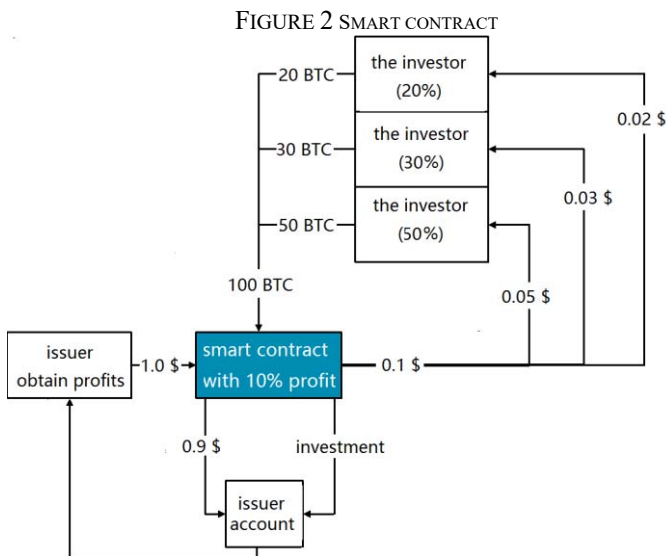 FIGURE 2 SMART CONTRACT
20 BTC
the investor
(20%)
0.02 $
30 BTC
the investor
(30%)
0.03 $
50 BTC
the investor
(50%)
0.05 $
100 BTC
issuer
obtain profits
1.0 $
smart contract
with 10% profit
0.1 $
0.9 $
investment
issuer
account